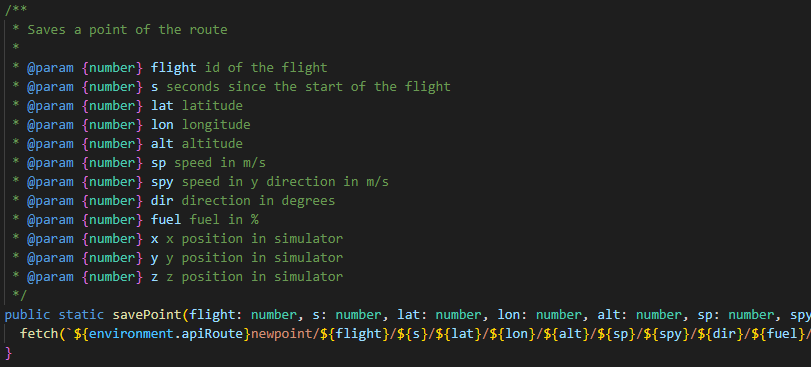 /**
 * Saves a point of the route
 *
 * @param {number} flight id of the flight
 * @param {number} s seconds since the start of the flight
 * @param {number} lat latitude
 * @param {number} lon longitude
 * @param {number} alt altitude
 * @param {number} sp speed in m/s
 * @param {number} spy speed in y direction in m/s
 * @param {number} dir direction in degrees
 * @param {number} fuel fuel in %
 * @param {number} x x position in simulator
 * @param {number} y y position in simulator
 * @param {number} z z position in simulator
 */
public static savePoint(flight: number, s: number, lat: number, lon: number, alt: number, sp: number, spy
  fetch(`${environment.apiRoute}newpoint/${flight}/${s}/${lat}/${lon}/${alt}/${sp}/${spy}/${dir}/${fuel}/
}